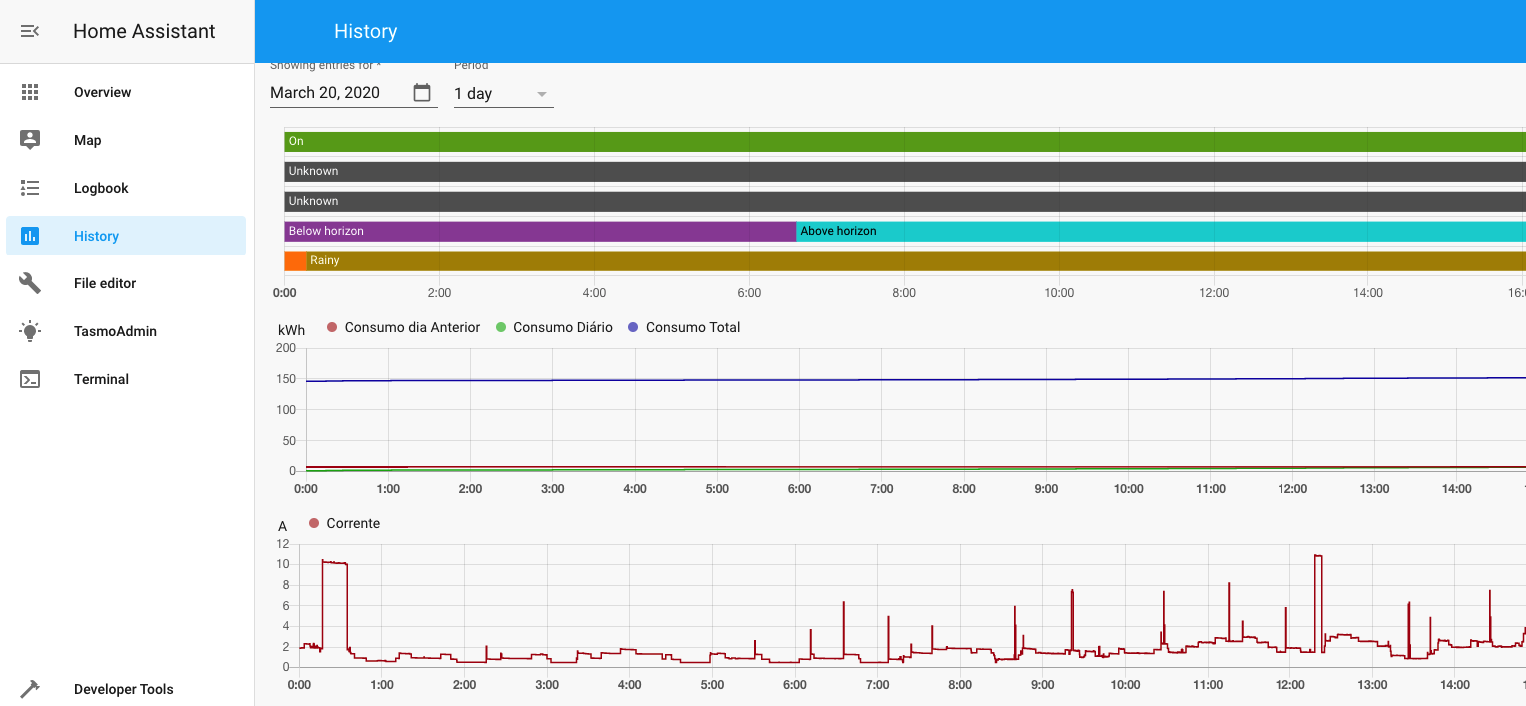 Home Assistant
History
Overview
Map
Logbook
History
File editor
TasmoAdmin
Terminal
Developer Tools
Showing entries for *
Period
March 20, 2020
1 day
On
Unknown
Unknown
Below horizon Above horizon
Rainy
0:00 2:00 4:00 6:00 8:00 10:00 12:00 14:00
kWh Consumo dia Anterior Consumo Diário Consumo Total
200
150
100
50
0
0:00 1:00 2:00 3:00 4:00 5:00 6:00 7:00 8:00 9:00 10:00 11:00 12:00 13:00 14:00
A Corrente
12
10
8
6
4
2
0
0:00 1:00 2:00 3:00 4:00 5:00 6:00 7:00 8:00 9:00 10:00 11:00 12:00 13:00 14:00